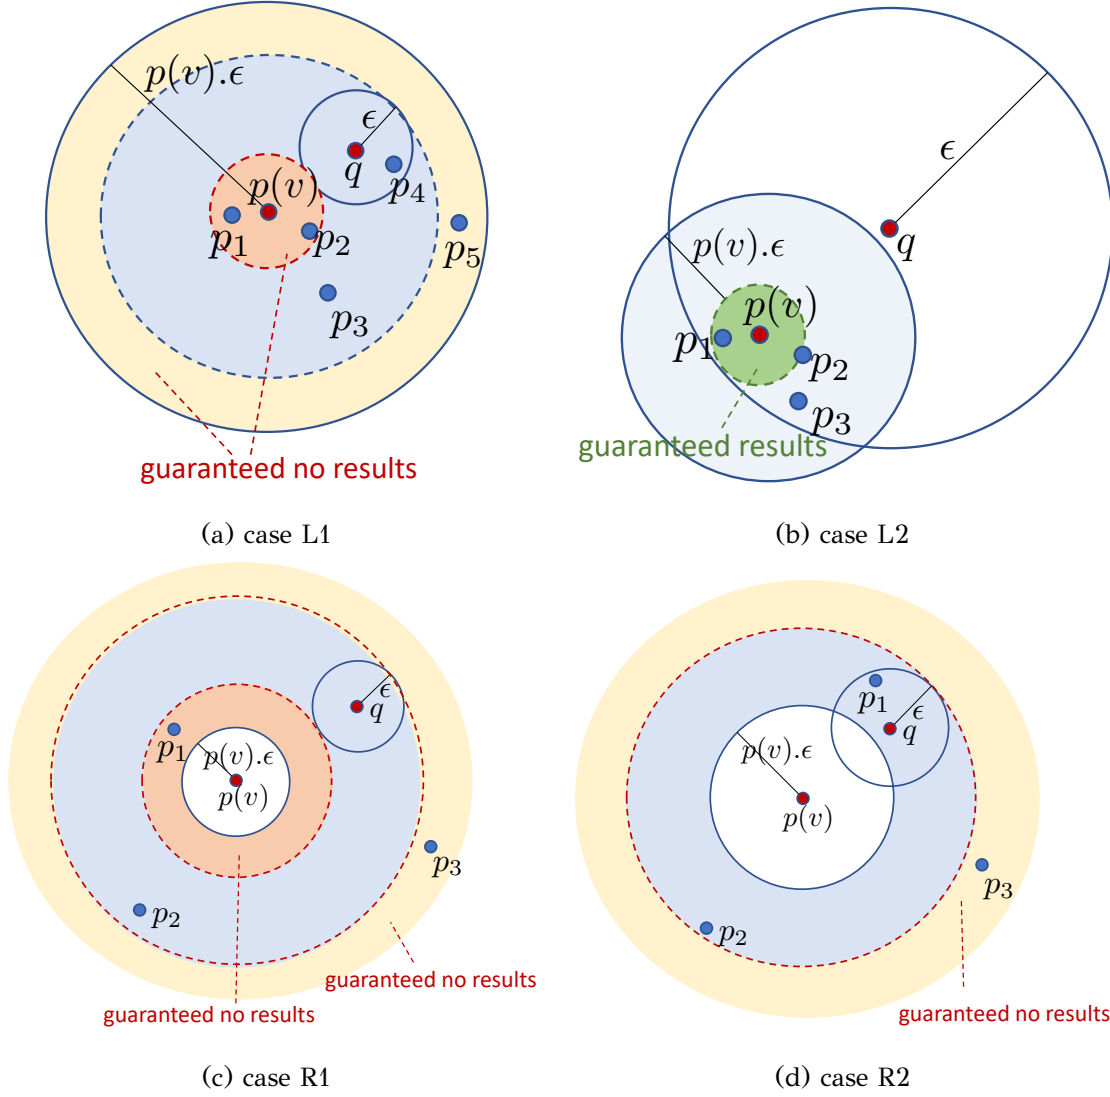 p(v).ϵ
ϵ
q
p(v)
p₄
p₁
p₂
p₅
p₃
guaranteed no results
(a) case L1
ϵ
q
p(v).ϵ
p(v)
p₁
p₂
p₃
guaranteed results
(b) case L2
ϵ
q
p₁
p(v).ϵ
p(v)
p₃
p₂
guaranteed no results
guaranteed no results
(c) case R1
p₁
ϵ
q
p(v).ϵ
p(v)
p₃
p₂
guaranteed no results
(d) case R2